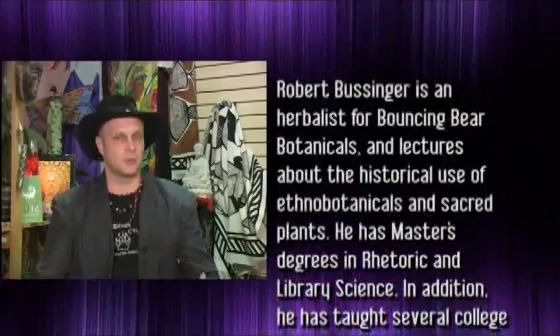 Robert Bussinger is an
herbalist for Bouncing Bear
Botanicals, and lectures
about the historical use of
ethnobotanicals and sacred
plants. He has Master's
degrees in Rhetoric and
Library Science. In addition,
he has taught several college